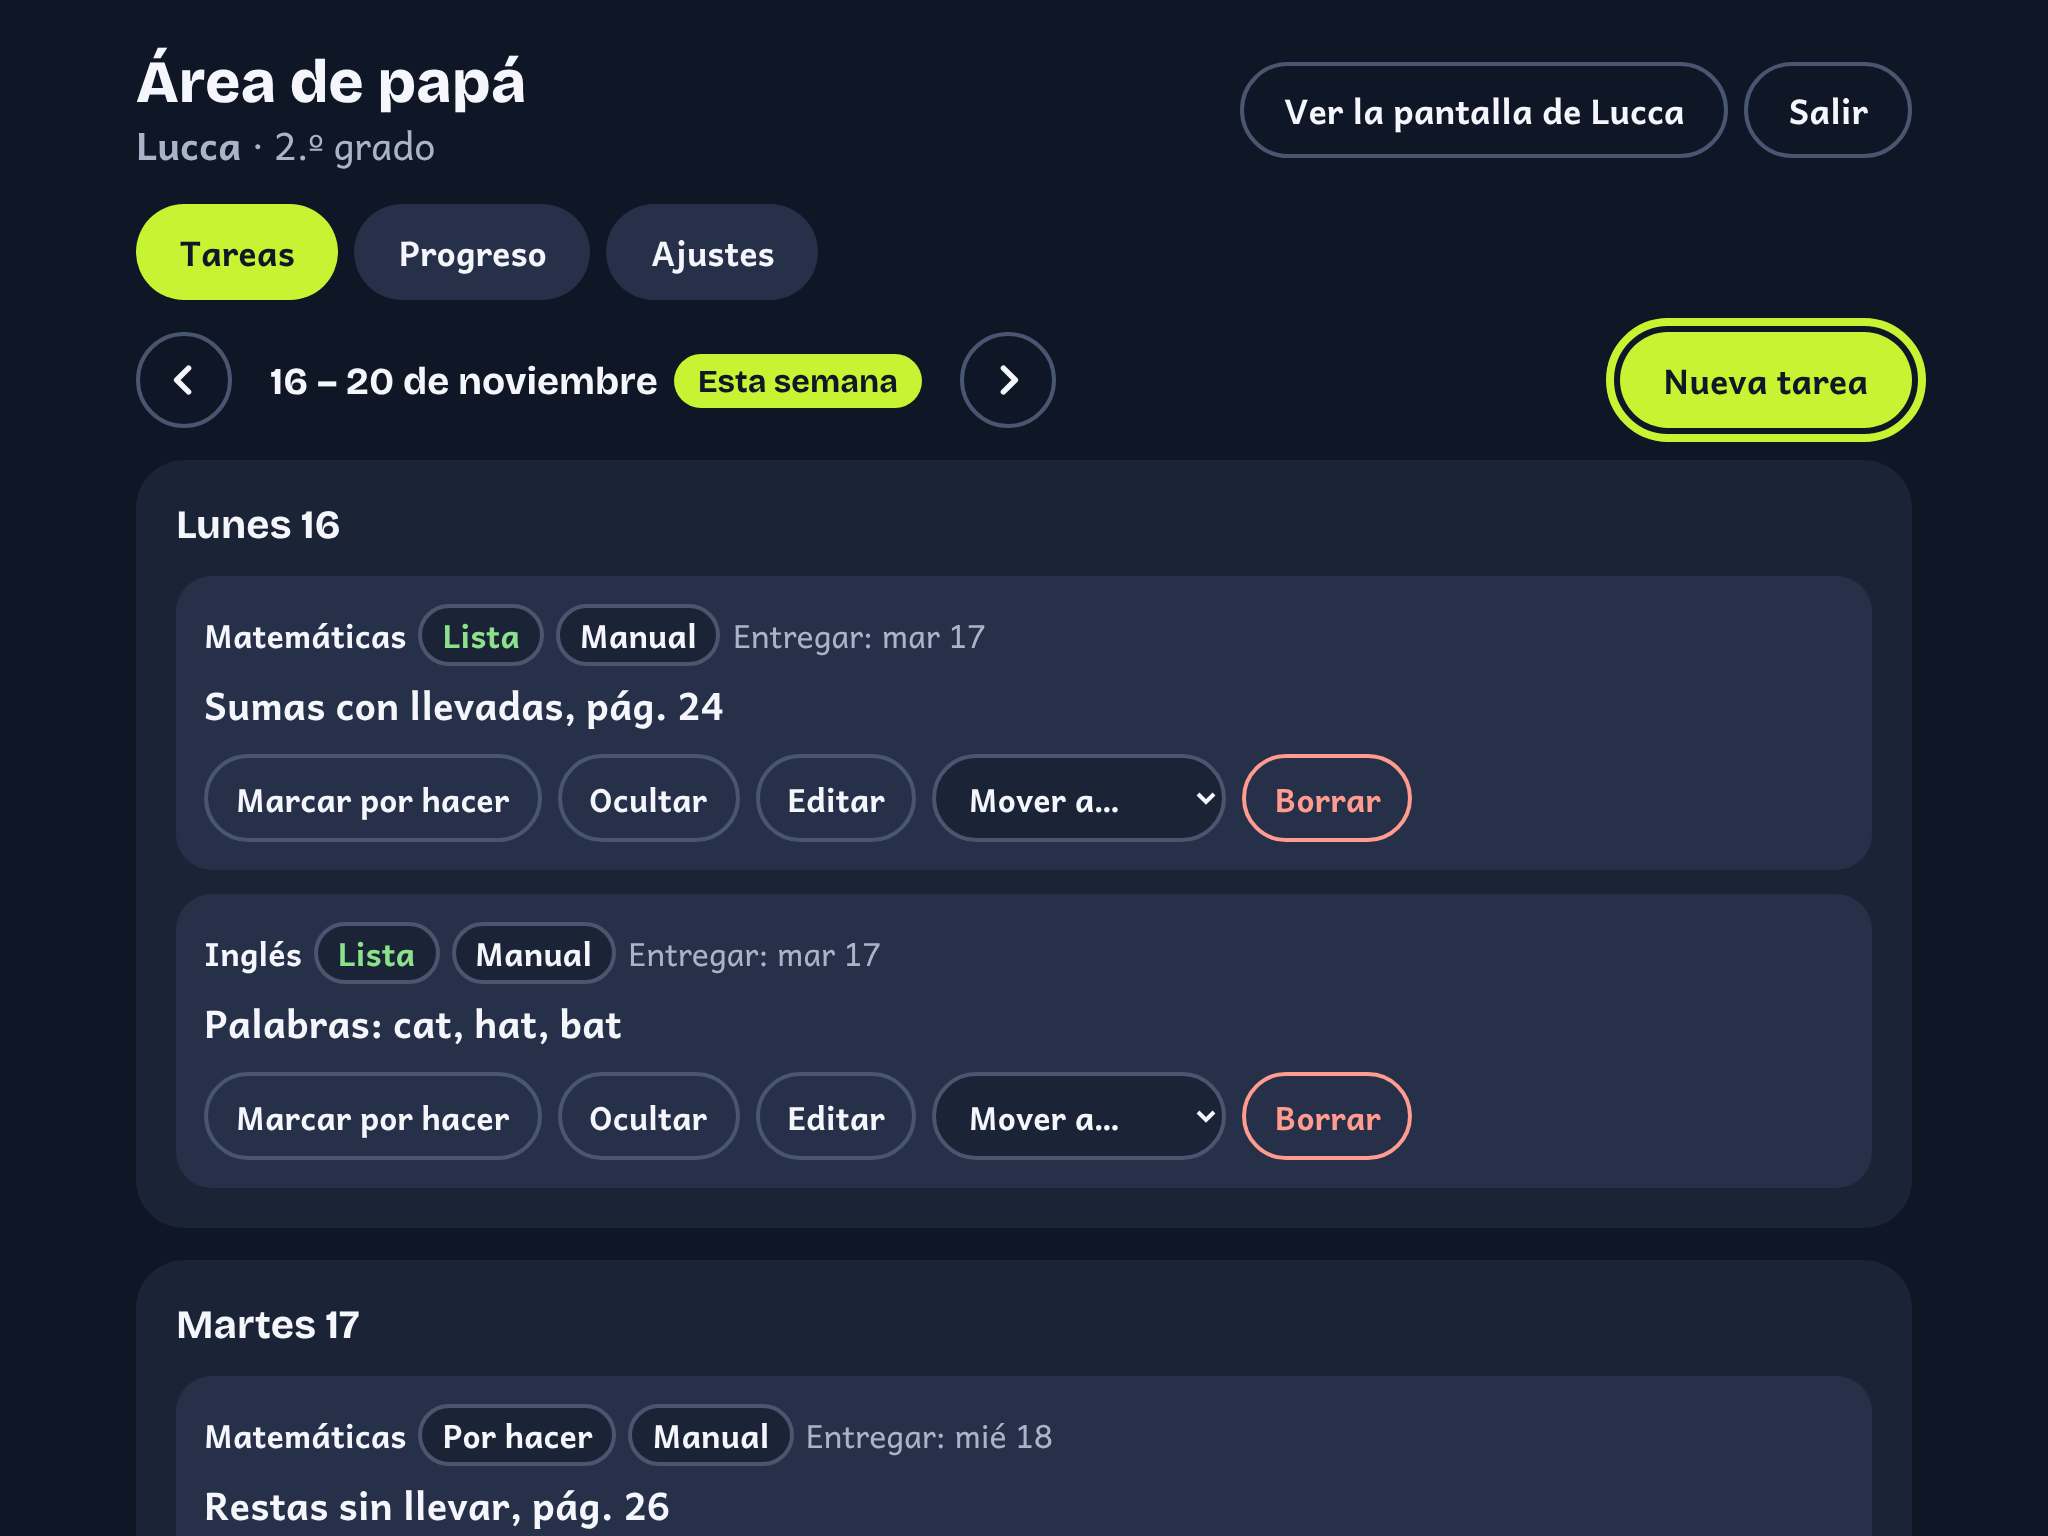 Área de papá
Lucca · 2.º grado
Ver la pantalla de Lucca
Salir
Tareas
Progreso
Ajustes
16 – 20 de noviembre
Esta semana
Nueva tarea
Lunes 16
Matemáticas Lista Manual Entregar: mar 17
Sumas con llevadas, pág. 24
Marcar por hacer Ocultar Editar Mover a... Borrar
Inglés Lista Manual Entregar: mar 17
Palabras: cat, hat, bat
Marcar por hacer Ocultar Editar Mover a... Borrar
Martes 17
Matemáticas Por hacer Manual Entregar: mié 18
Restas sin llevar, pág. 26